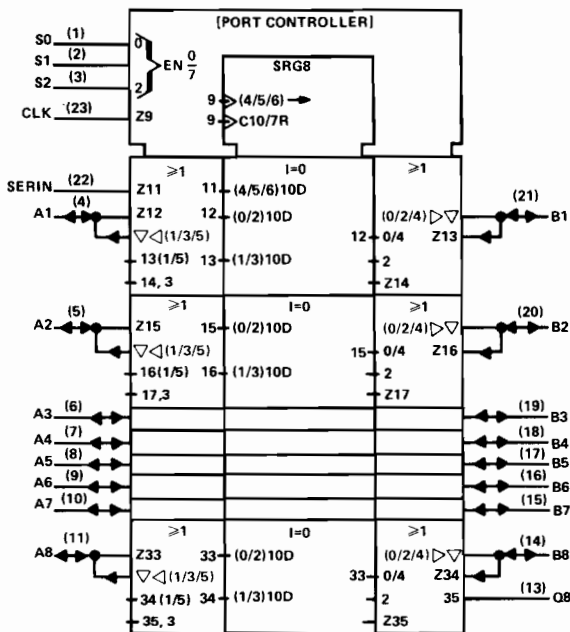 [PORT CONTROLLER]
S0 (1) 0
S1 (2) EN 0/7
S2 (3) 2
CLK (23) Z9
SRG8
9 (4/5/6)
9 C10/7R
≥1 I=0 ≥1
SERIN (22) Z11 11 (4/5/6)10D
A1 (4) Z12 12 (0/2)10D (0/2/4)▷▽ (21) B1
▽◁(1/3/5) 12 0/4 Z13
13(1/5) 13 (1/3)10D 2
14, 3 Z14
≥1 I=0 ≥1
A2 (5) Z15 15 (0/2)10D (0/2/4)▷▽ (20) B2
▽◁(1/3/5) 15 0/4 Z16
16(1/5) 16 (1/3)10D 2
17,3 Z17
A3 (6) (19) B3
A4 (7) (18) B4
A5 (8) (17) B5
A6 (9) (16) B6
A7 (10) (15) B7
≥1 I=0 ≥1
A8 (11) Z33 33 (0/2)10D (0/2/4)▷▽ (14) B8
▽◁(1/3/5) 33 0/4 Z34
34(1/5) 34 (1/3)10D 2 35 (13) Q8
35, 3 Z35